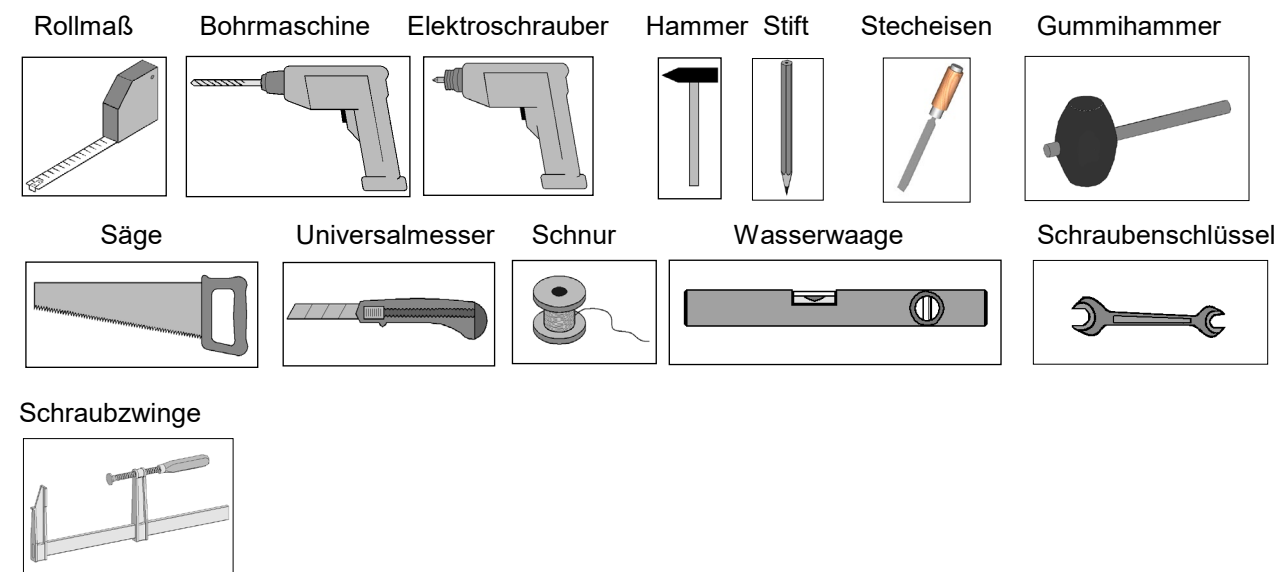 Rollmaß Bohrmaschine Elektroschrauber Hammer Stift Stecheisen Gummihammer
Säge Universalmesser Schnur Wasserwaage Schraubenschlüssel
Schraubzwinge